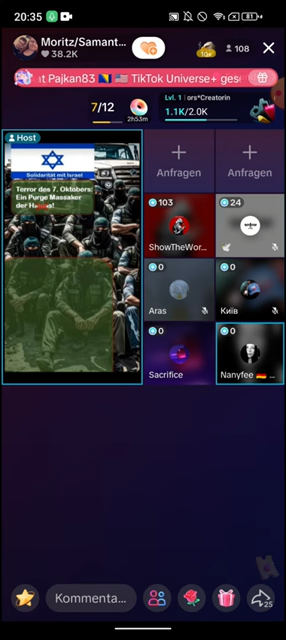 20:35
Moritz/Samant...
38.2K
108
at Pajkan83 🇧🇦 🇺🇸 TikTok Universe+ ges
7/12
2h53m
Lvl. 1 | ors*Creatorin
1.1K/2.0K
Host
Solidarität mit Israel
Terror des 7. Oktobers:
Ein Purge Massaker
der Hamas!
Anfragen
Anfragen
103
ShowTheWor...
24
0
Aras
0
Київ
0
Sacrifice
0
Nanyfee 🇩🇪 ...
Kommenta...
25